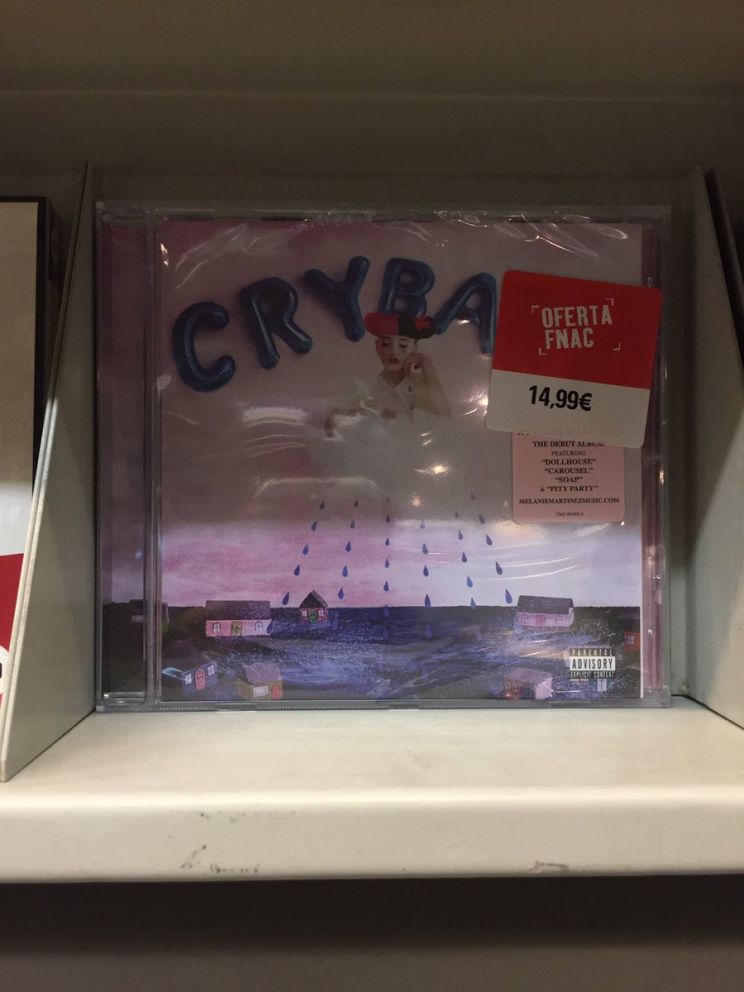 CRYBA
OFERTA
FNAC
14,99€
THE DEBUT ALBUM
FEATURING
"DOLLHOUSE"
"CAROUSEL"
"SOAP"
& "PITY PARTY"
MELANIEMARTINEZMUSIC.COM
PARENTAL
ADVISORY
EXPLICIT CONTENT